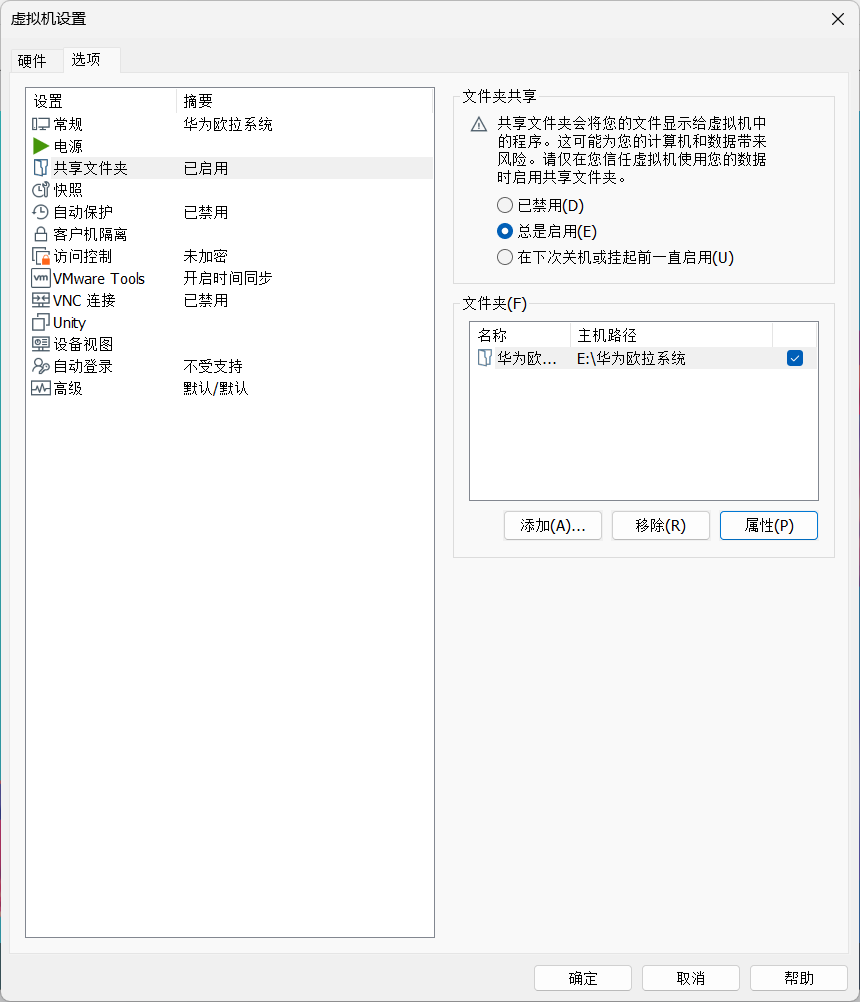 虚拟机设置
硬件 选项
设置 摘要
常规 华为欧拉系统
电源
共享文件夹 已启用
快照
自动保护 已禁用
客户机隔离
访问控制 未加密
vm VMware Tools 开启时间同步
VNC 连接 已禁用
Unity
设备视图
自动登录 不受支持
高级 默认/默认
文件夹共享
共享文件夹会将您的文件显示给虚拟机中
的程序。这可能为您的计算机和数据带来
风险。请仅在您信任虚拟机使用您的数据
时启用共享文件夹。
已禁用(D)
总是启用(E)
在下次关机或挂起前一直启用(U)
文件夹(F)
名称 主机路径
华为欧... E:\华为欧拉系统
添加(A)... 移除(R) 属性(P)
确定 取消 帮助